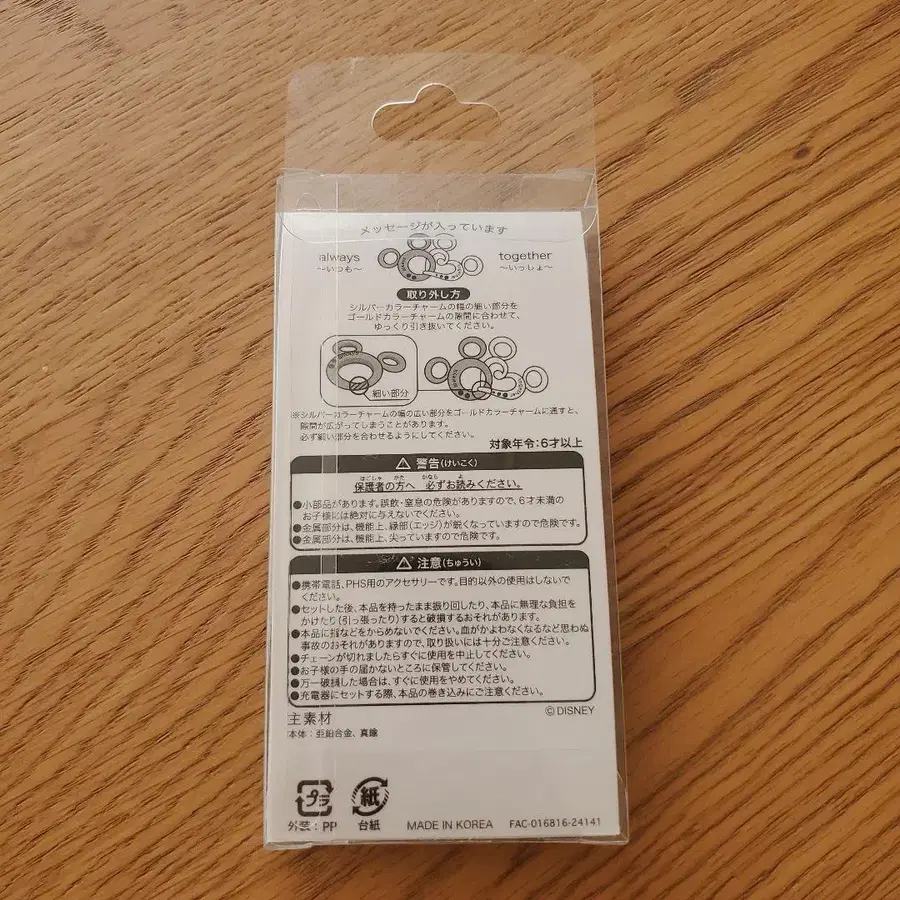 メッセージが入っています
always together
〜いつも〜 〜いっしょ〜
取り外し方
シルバーカラーチャームの幅の細い部分を
ゴールドカラーチャームの隙間に合わせて、
ゆっくり引き抜いてください。
細い部分
※シルバーカラーチャームの幅の広い部分をゴールドカラーチャームに通すと、
隙間が広がってしまうことがあります。
必ず細い部分を合わせるようにしてください。
対象年令:6才以上
警告(けいこく)
保護者の方へ 必ずお読みください。
●小部品があります。誤飲・窒息の危険がありますので、6才未満の
お子様には絶対に与えないでください。
●金属部分は、機能上、縁部(エッジ)が鋭くなっていますので危険です。
●金属部分は、機能上、尖っていますので危険です。
注意(ちゅうい)
●携帯電話、PHS用のアクセサリーです。目的以外の使用はしないで
ください。
●セットした後、本品を持ったまま振り回したり、本品に無理な負担を
かけたり(引っ張ったり)すると破損するおそれがあります。
●本品に指などをからめないでください。血がかよわなくなるなど思わぬ
事故のおそれがありますので、取り扱いには十分ご注意ください。
●チェーンが切れましたらすぐに使用を中止してください。
●お子様の手の届かないところに保管してください。
●万一破損した場合は、すぐに使用をやめてください。
●充電器にセットする際、本品の巻き込みにご注意ください。
©DISNEY
主素材
本体:亜鉛合金、真鍮
プラ 紙
外装:PP 台紙 MADE IN KOREA FAC-016816-24141